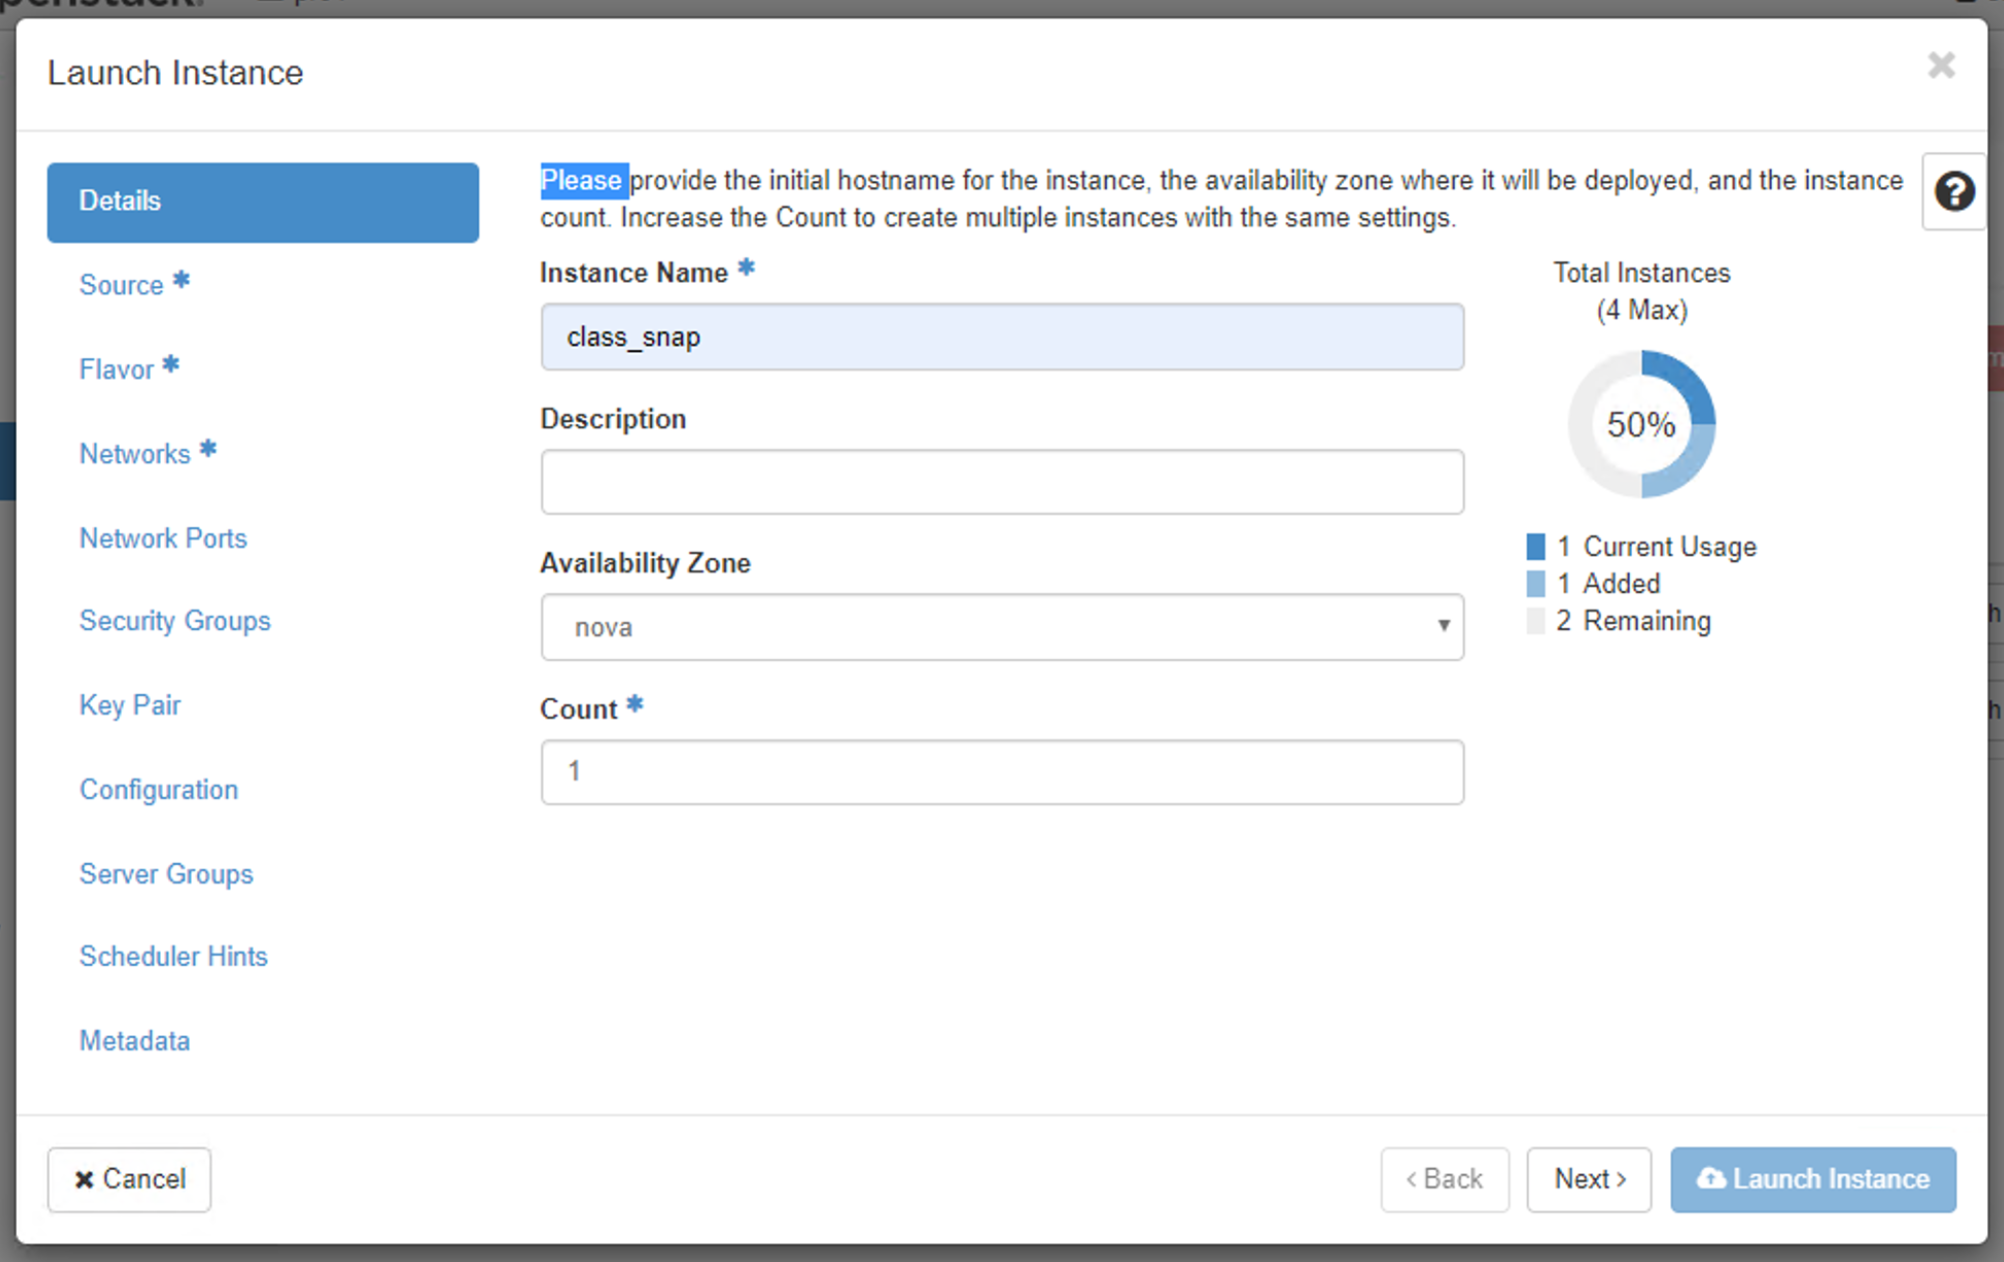 Launch Instance
Details
Source *
Flavor *
Networks *
Network Ports
Security Groups
Key Pair
Configuration
Server Groups
Scheduler Hints
Metadata
Please provide the initial hostname for the instance, the availability zone where it will be deployed, and the instance
count. Increase the Count to create multiple instances with the same settings.
Instance Name *
class_snap
Description
Availability Zone
nova
Count *
1
Total Instances
(4 Max)
50%
1 Current Usage
1 Added
2 Remaining
Cancel
< Back
Next >
Launch Instance